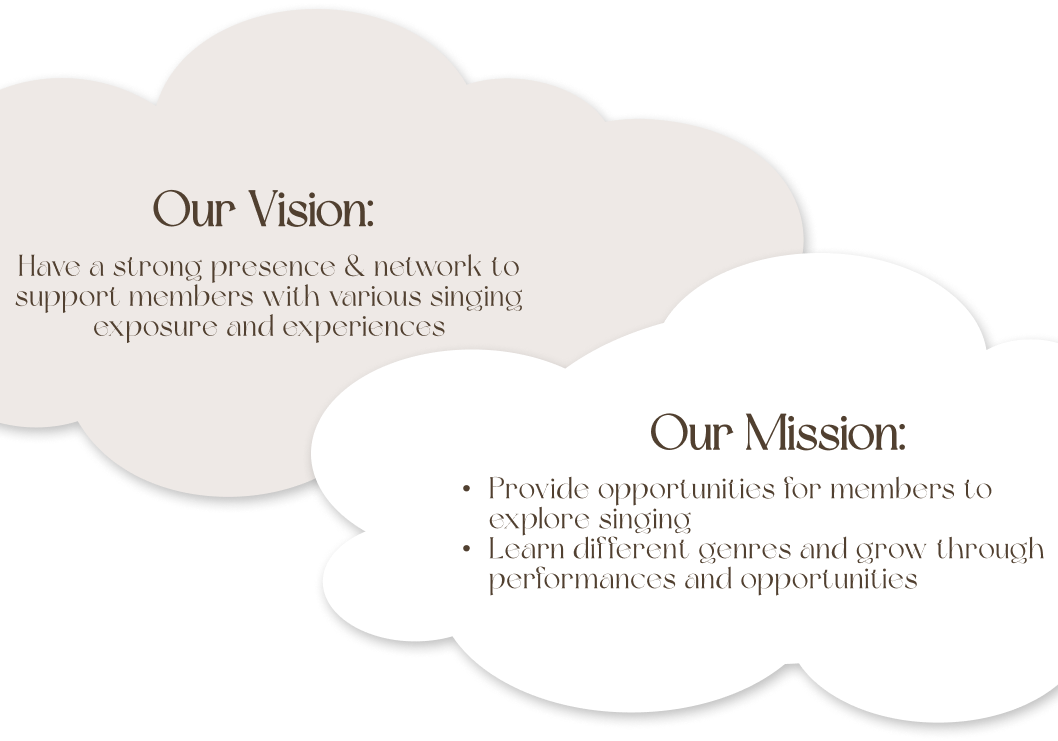 Our Vision:
Have a strong presence & network to
support members with various singing
exposure and experiences
Our Mission:
• Provide opportunities for members to
explore singing
• Learn different genres and grow through
performances and opportunities